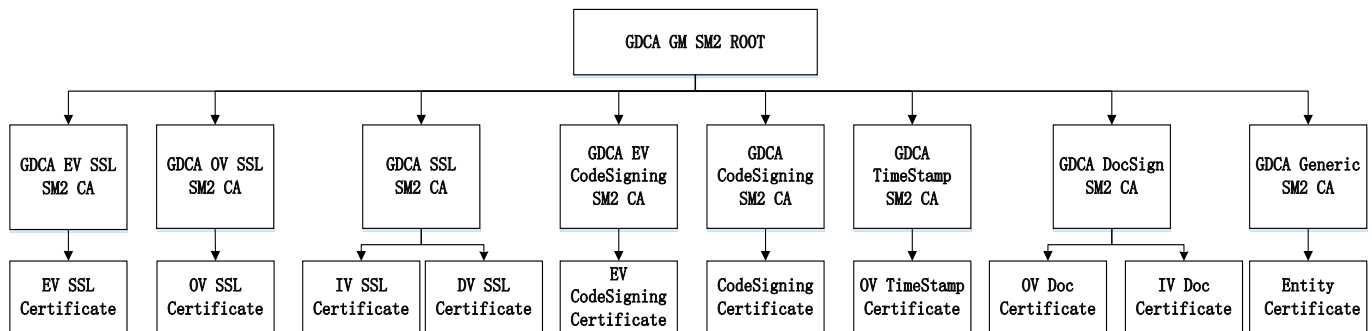 GDCA GM SM2 ROOT
GDCA EV SSL
SM2 CA
GDCA OV SSL
SM2 CA
GDCA SSL
SM2 CA
GDCA EV
CodeSigning
SM2 CA
GDCA
CodeSigning
SM2 CA
GDCA
TimeStamp
SM2 CA
GDCA DocSign
SM2 CA
GDCA Generic
SM2 CA
EV SSL
Certificate
OV SSL
Certificate
IV SSL
Certificate
DV SSL
Certificate
EV
CodeSigning
Certificate
CodeSigning
Certificate
OV TimeStamp
Certificate
OV Doc
Certificate
IV Doc
Certificate
Entity
Certificate